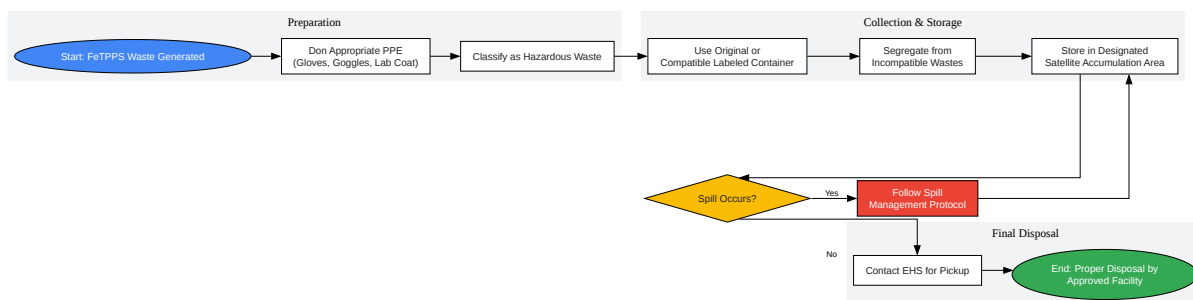 Preparation
Start: FeTPPS Waste Generated
Don Appropriate PPE
(Gloves, Goggles, Lab Coat)
Classify as Hazardous Waste
Collection & Storage
Use Original or
Compatible Labeled Container
Segregate from
Incompatible Wastes
Store in Designated
Satellite Accumulation Area
Spill Occurs?
Yes
Follow Spill
Management Protocol
No
Final Disposal
Contact EHS for Pickup
End: Proper Disposal by
Approved Facility